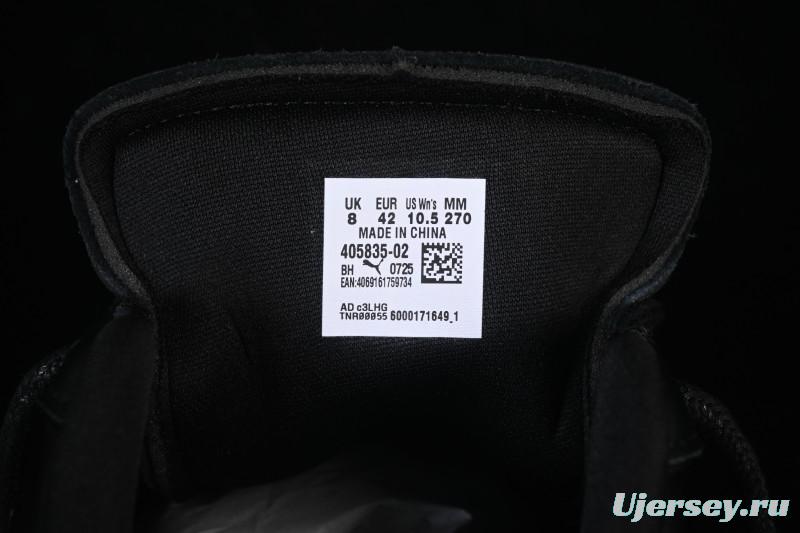 UK EUR US Wn's MM
8 42 10.5 270
MADE IN CHINA
405835-02
BH 0725
EAN:4069161759734
AD c3LHG
TNR00055 6000171649_1
Ujersey.ru